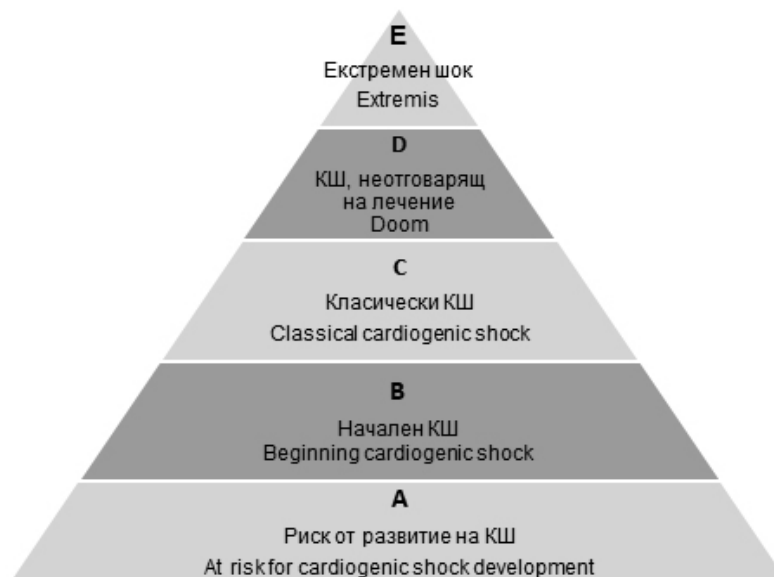 E
Екстремен шок
Extremis
D
КШ, неотговарящ
на лечение
Doom
C
Класически КШ
Classical cardiogenic shock
B
Начален КШ
Beginning cardiogenic shock
A
Риск от развитие на КШ
At risk for cardiogenic shock development